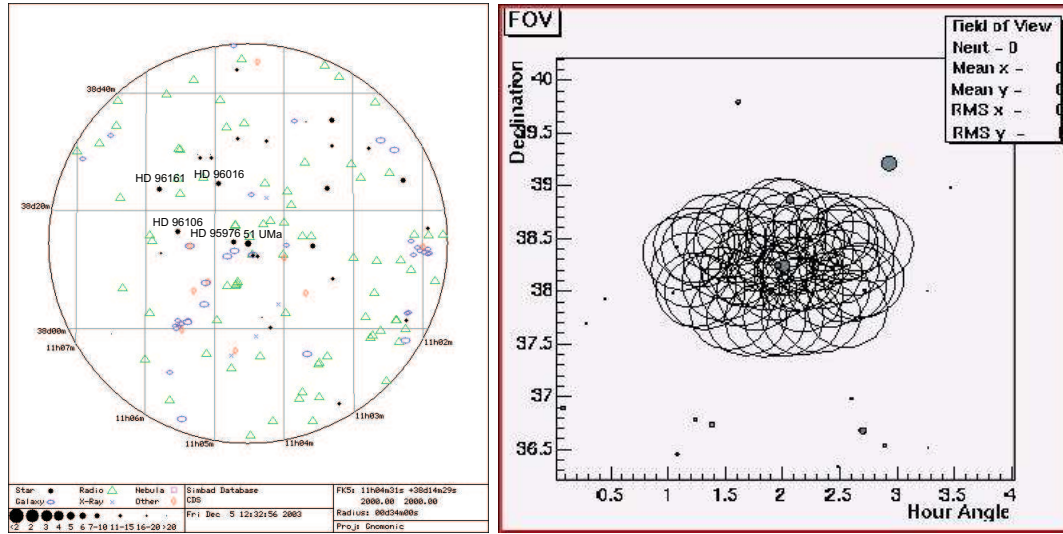 38d40m
HD 96161
HD 96016
38d20m
HD 96106
HD 95976
51 UMa
38d00m
11h07m
11h02m
11h06m
11h03m
11h05m
11h04m
Star
Radio
Nebula
Galaxy
X-Ray
Other
<2 2 3 4 5 6 7-10 11-15 16-20 >20
Simbad Database
CDS
Fri Dec 5 12:32:56 2003
FK5: 11h04m31s +38d14m29s
2000.00 2000.00
Radius: 00d34m00s
Proj: Gnomonic
FOV
Field of View
Nent = 0
Mean x = 0
Mean y = 0
RMS x = 0
RMS y =
Declination
40
39.5
39
38.5
38
37.5
37
36.5
0.5 1 1.5 2 2.5 3 3.5 4
Hour Angle